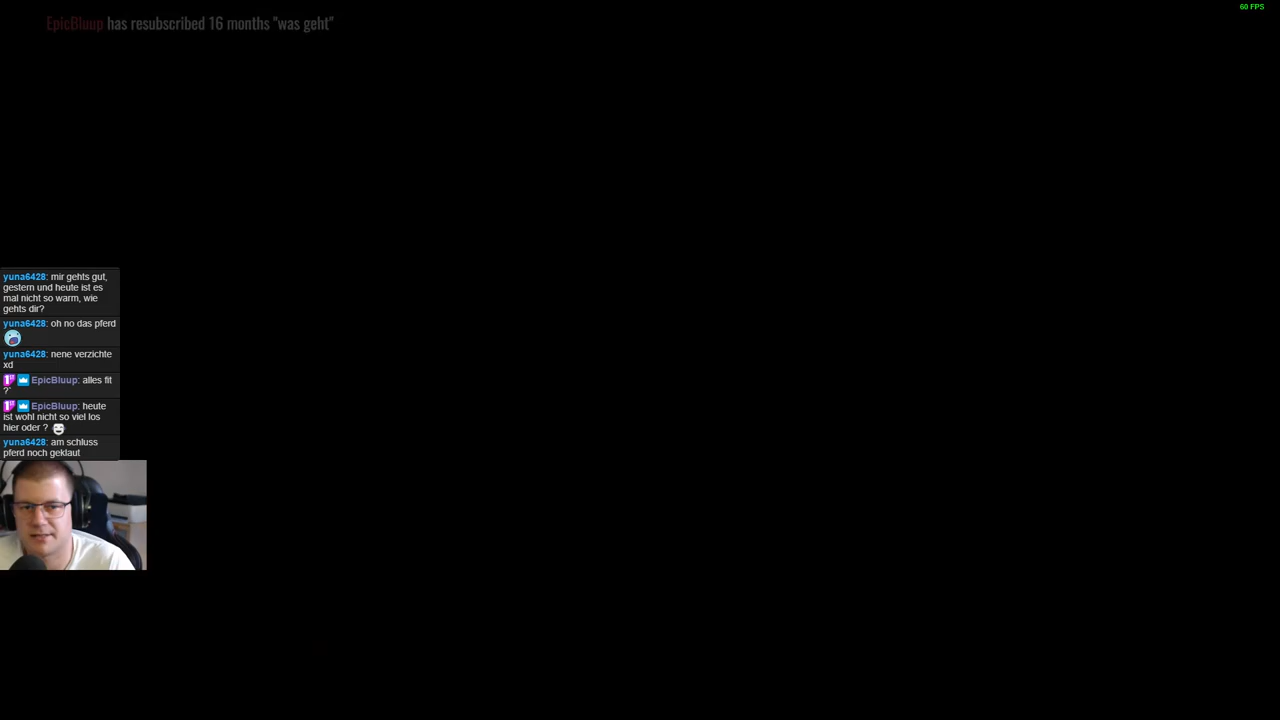 EpicBluup has resubscribed 16 months "was geht"
60 FPS
yuna6428: mir gehts gut,
gestern und heute ist es
mal nicht so warm, wie
gehts dir?
yuna6428: oh no das pferd
yuna6428: nene verzichte
xd
EpicBluup: alles fit
?`
EpicBluup: heute
ist wohl nicht so viel los
hier oder ?
yuna6428: am schluss
pferd noch geklaut